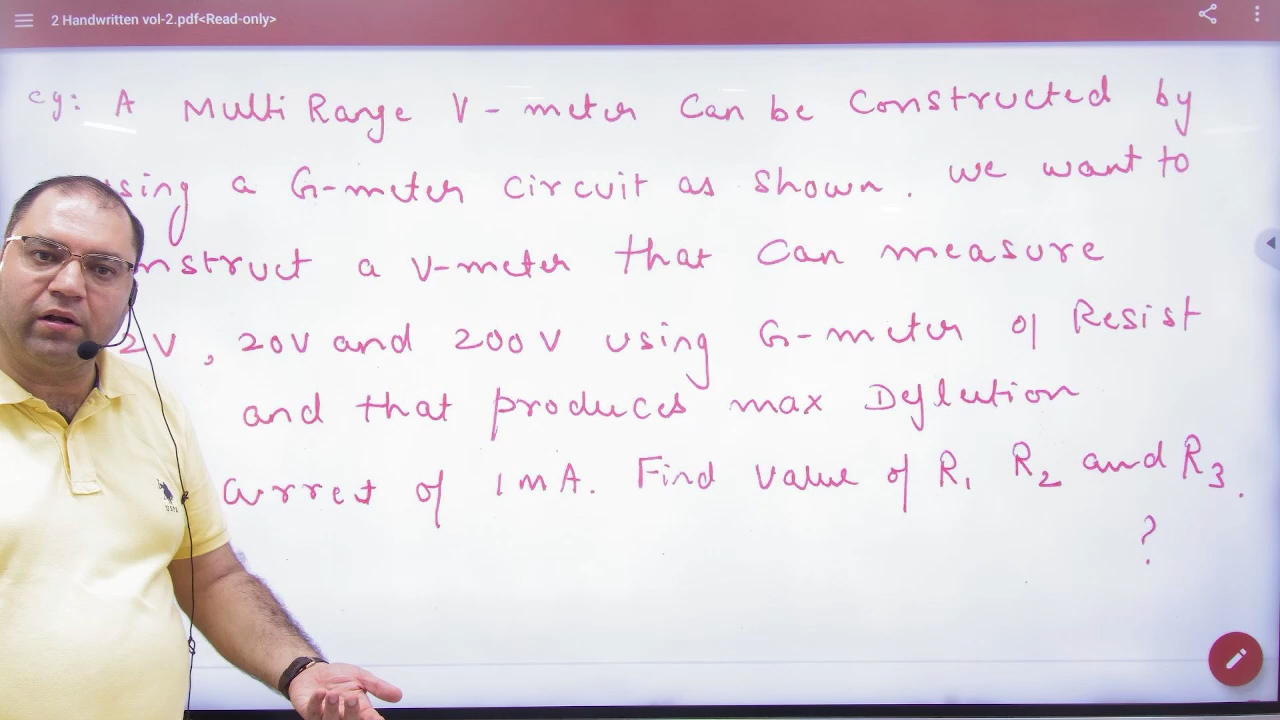 2 Handwritten vol-2.pdf<Read-only>
eg: A Multi Range V-meter Can be Constructed by
using a G-meter circuit as shown. we want to
nstruct a V-meter that Can measure
2V, 20V and 200V using G-meter of Resist
and that produces max Deflection
Current of 1mA. Find value of R1 R2 and R3.
?